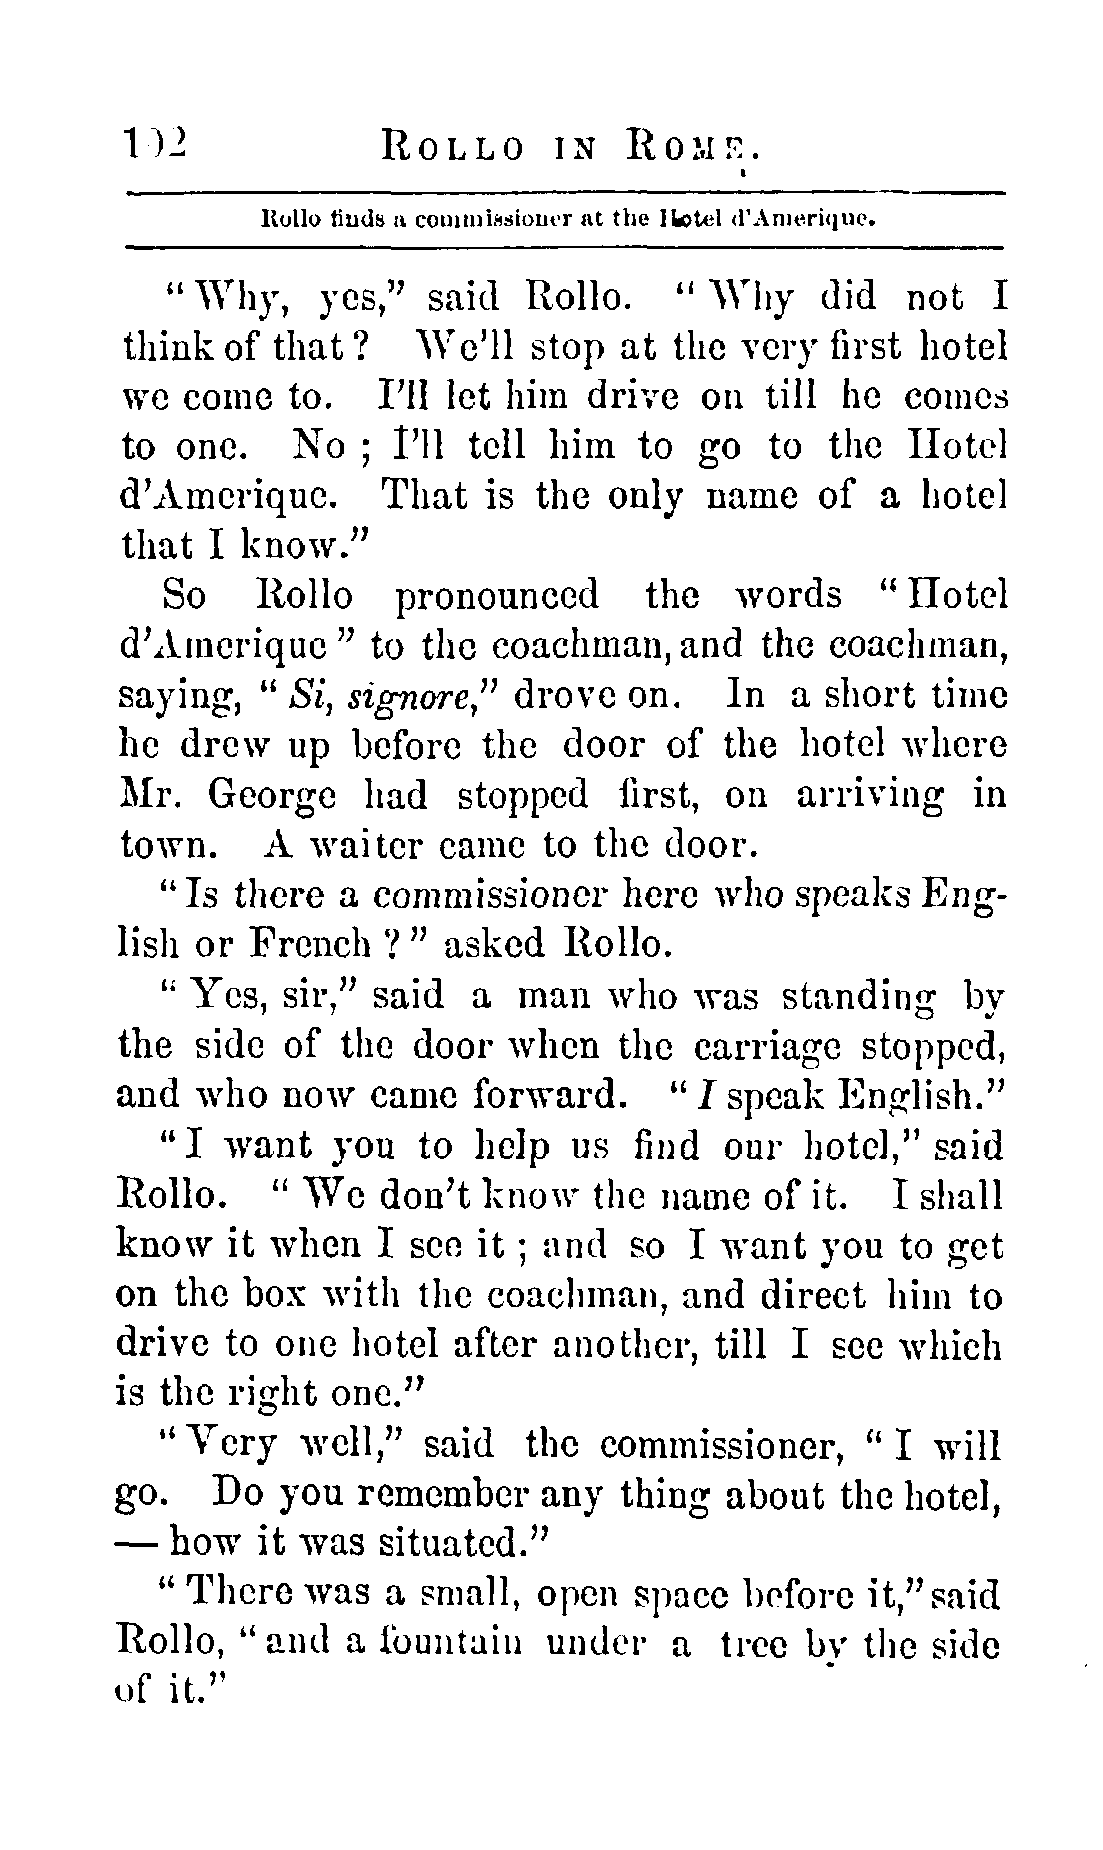 102 ROLLO IN ROME.
Rollo finds a commissioner at the Hotel d'Amerique.
"Why, yes," said Rollo. "Why did not I
think of that? We'll stop at the very first hotel
we come to. I'll let him drive on till he comes
to one. No; I'll tell him to go to the Hotel
d'Amerique. That is the only name of a hotel
that I know."
So Rollo pronounced the words "Hotel
d'Amerique" to the coachman, and the coachman,
saying, "Si, signore," drove on. In a short time
he drew up before the door of the hotel where
Mr. George had stopped first, on arriving in
town. A waiter came to the door.
"Is there a commissioner here who speaks Eng-
lish or French?" asked Rollo.
"Yes, sir," said a man who was standing by
the side of the door when the carriage stopped,
and who now came forward. "I speak English."
"I want you to help us find our hotel," said
Rollo. "We don't know the name of it. I shall
know it when I see it; and so I want you to get
on the box with the coachman, and direct him to
drive to one hotel after another, till I see which
is the right one."
"Very well," said the commissioner, "I will
go. Do you remember any thing about the hotel,
— how it was situated."
"There was a small, open space before it," said
Rollo, "and a fountain under a tree by the side
of it."